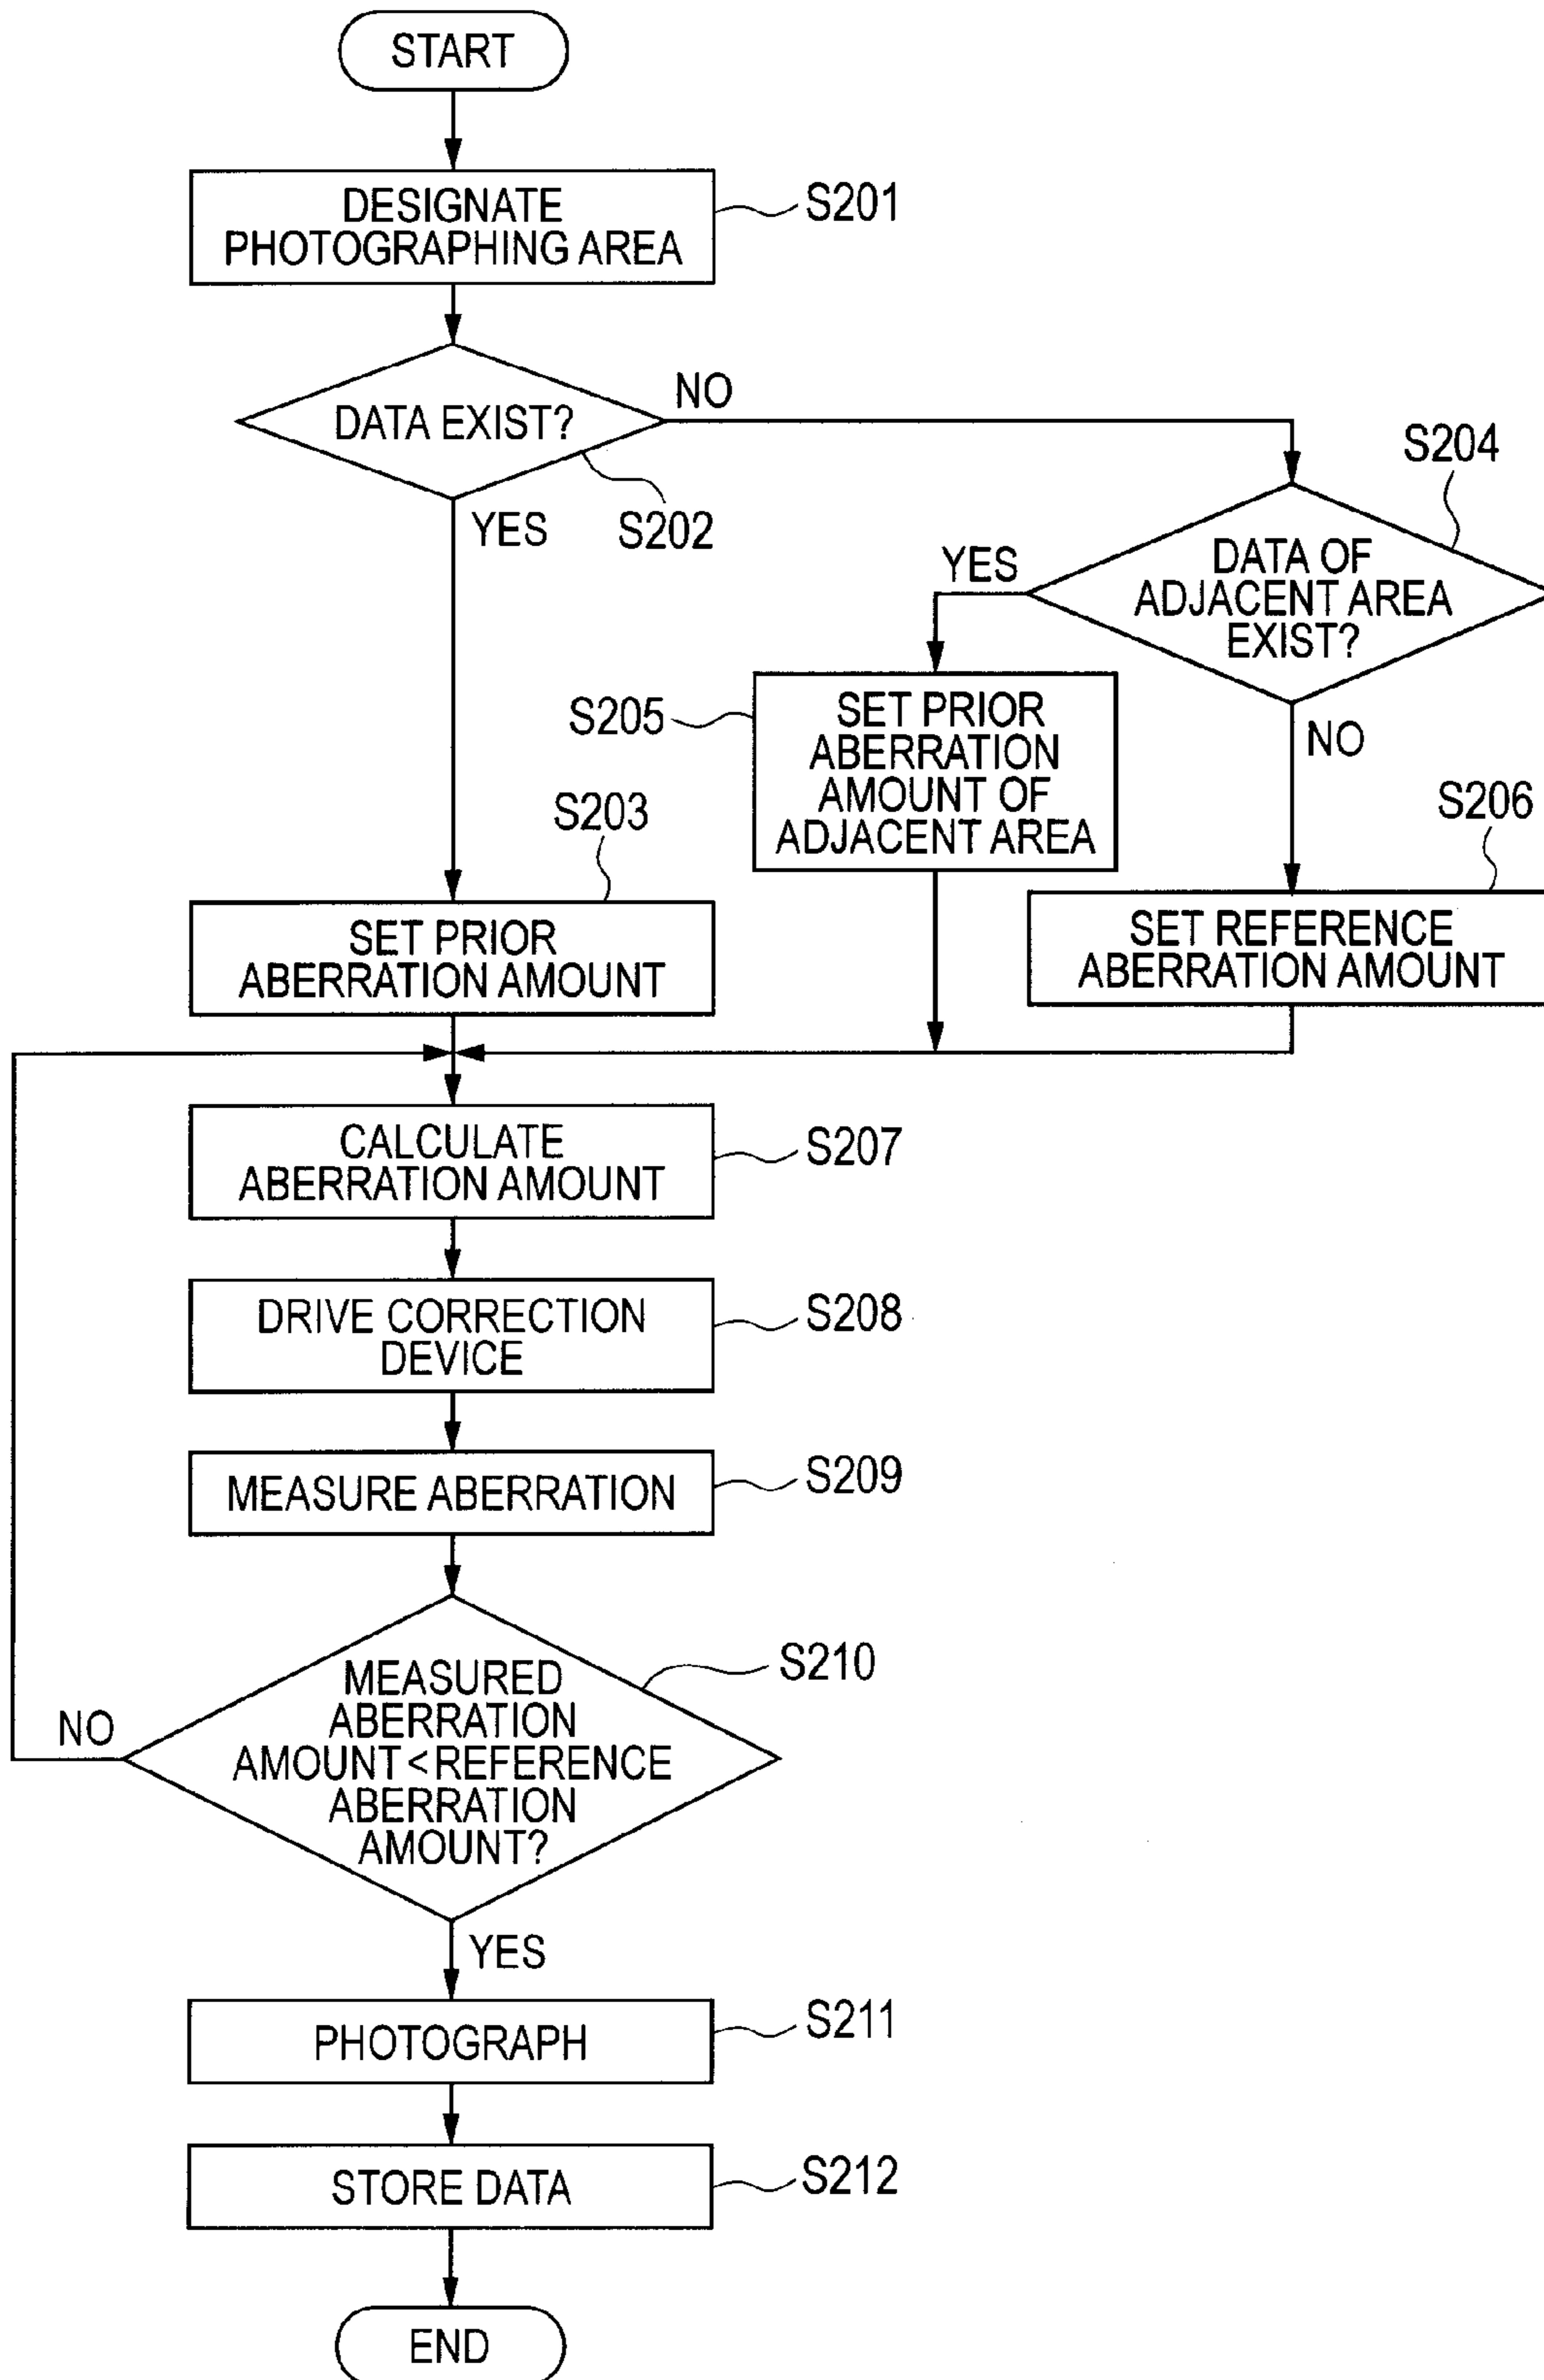 START
DESIGNATE
PHOTOGRAPHING AREA
S201
DATA EXIST?
NO
YES
S202
S204
DATA OF
ADJACENT AREA
EXIST?
YES
NO
S205
SET PRIOR
ABERRATION
AMOUNT OF
ADJACENT AREA
S203
SET PRIOR
ABERRATION AMOUNT
S206
SET REFERENCE
ABERRATION AMOUNT
CALCULATE
ABERRATION AMOUNT
S207
DRIVE CORRECTION
DEVICE
S208
MEASURE ABERRATION
S209
MEASURED
ABERRATION
AMOUNT<REFERENCE
ABERRATION
AMOUNT?
S210
NO
YES
PHOTOGRAPH
S211
STORE DATA
S212
END